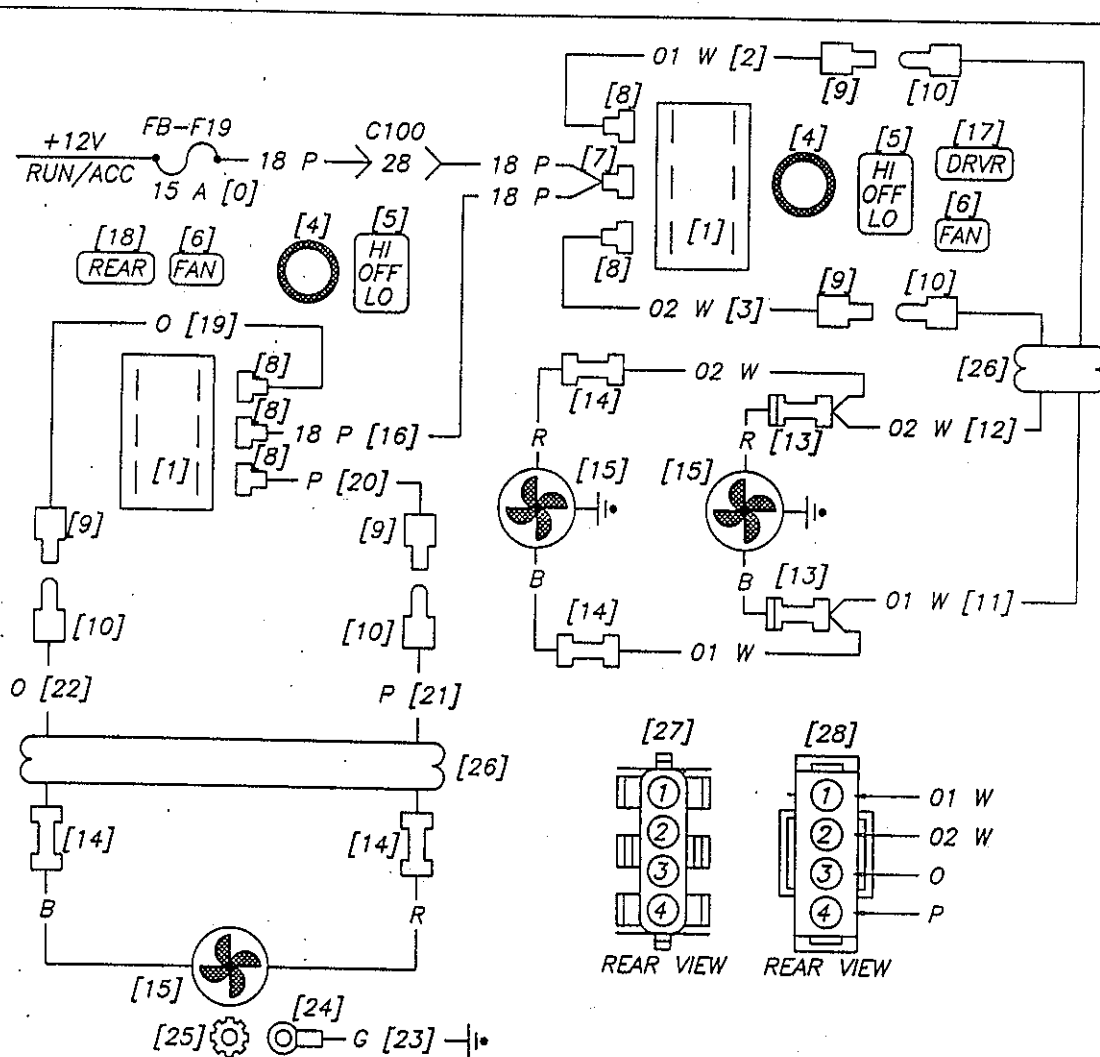 01 W [2]
[9]
[10]
[8]
FB-F19
C100
[4]
[5]
[17]
+12V
RUN/ACC
18 P
28
18 P
[7]
HI
OFF
LO
DRVR
15 A [0]
18 P
[1]
[6]
FAN
[18]
[6]
[4]
[5]
REAR
FAN
HI
OFF
LO
[8]
[9]
[10]
02 W [3]
O [19]
[8]
[14]
02 W
[26]
[8]
[13]
18 P [16]
R
R
02 W [12]
[1]
[8]
[15]
[15]
P [20]
[9]
[9]
B
B
[13]
01 W [11]
[10]
[10]
[14]
01 W
O [22]
P [21]
[27]
[28]
[26]
1
1
01 W
2
2
02 W
[14]
[14]
3
3
O
4
4
P
B
R
REAR VIEW
REAR VIEW
[15]
[24]
[25]
G [23]